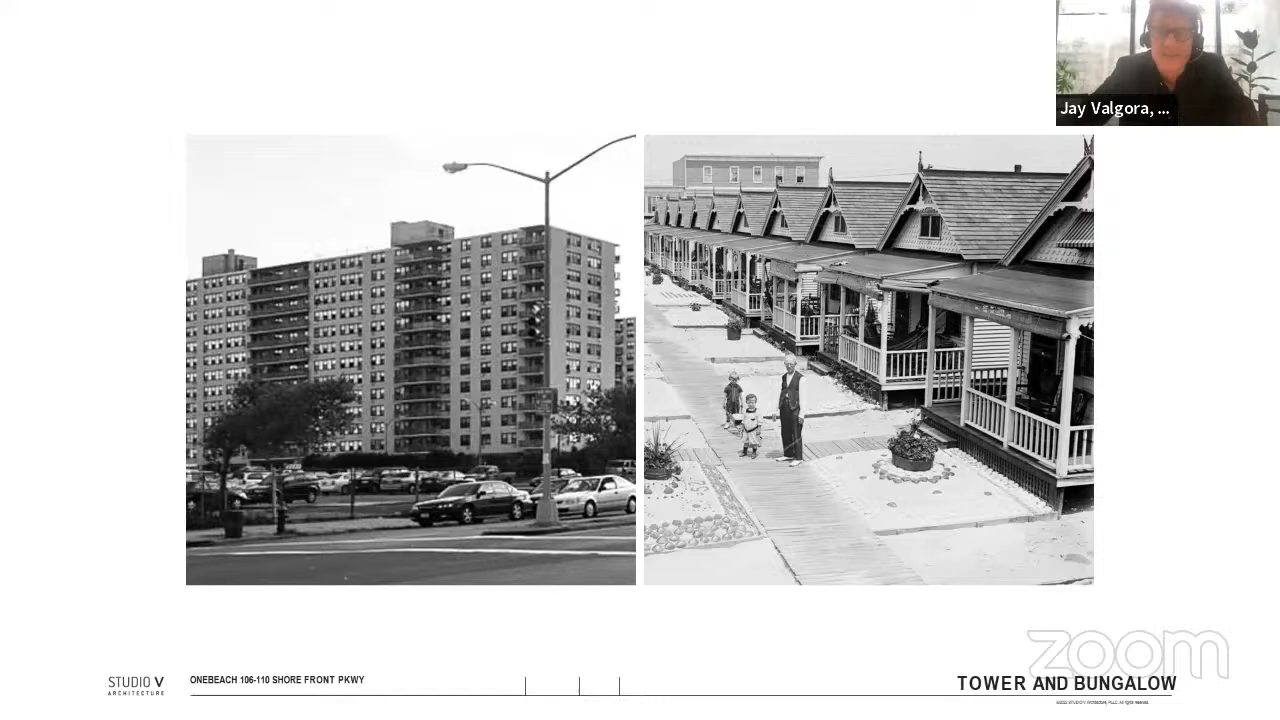 Jay Valgora, ...
zoom
STUDIO V
ARCHITECTURE
ONEBEACH 106-110 SHORE FRONT PKWY
TOWER AND BUNGALOW